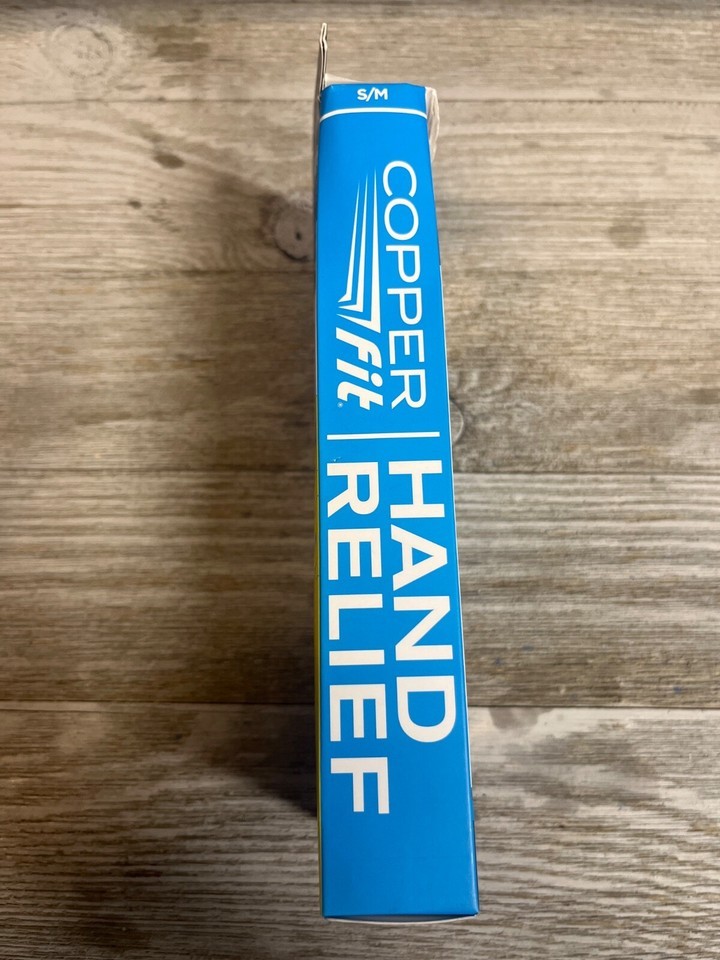 S/M
COPPER
fit®
HAND
RELIEF